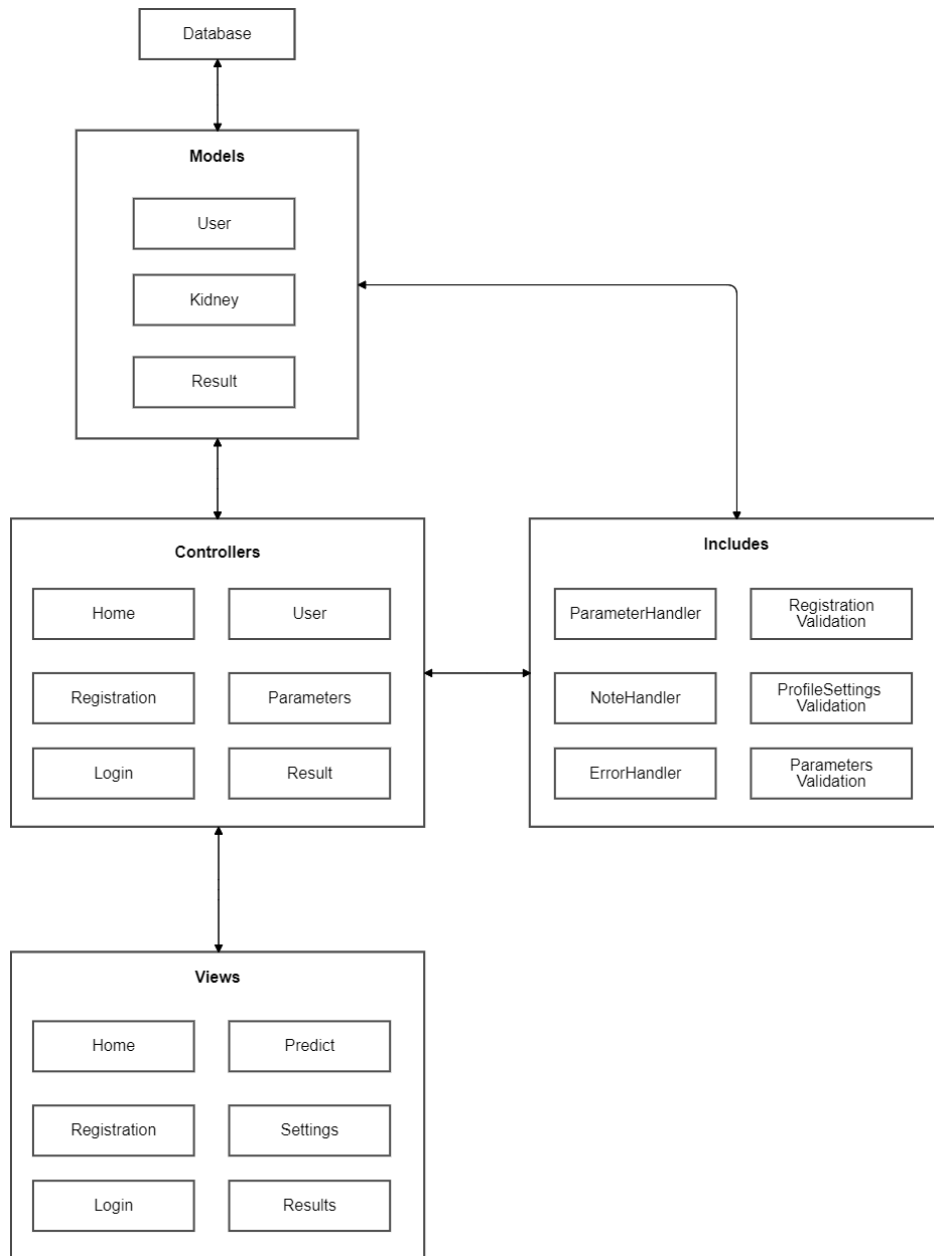 Database
Models
User
Kidney
Result
Controllers
Home
User
Registration
Parameters
Login
Result
Includes
ParameterHandler
Registration
Validation
NoteHandler
ProfileSettings
Validation
ErrorHandler
Parameters
Validation
Views
Home
Predict
Registration
Settings
Login
Results